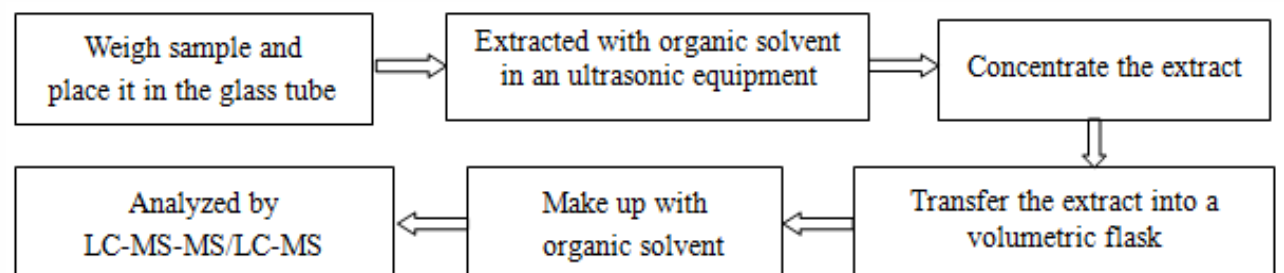 Weigh sample and
place it in the glass tube
Extracted with organic solvent
in an ultrasonic equipment
Concentrate the extract
Transfer the extract into a
volumetric flask
Make up with
organic solvent
Analyzed by
LC-MS-MS/LC-MS